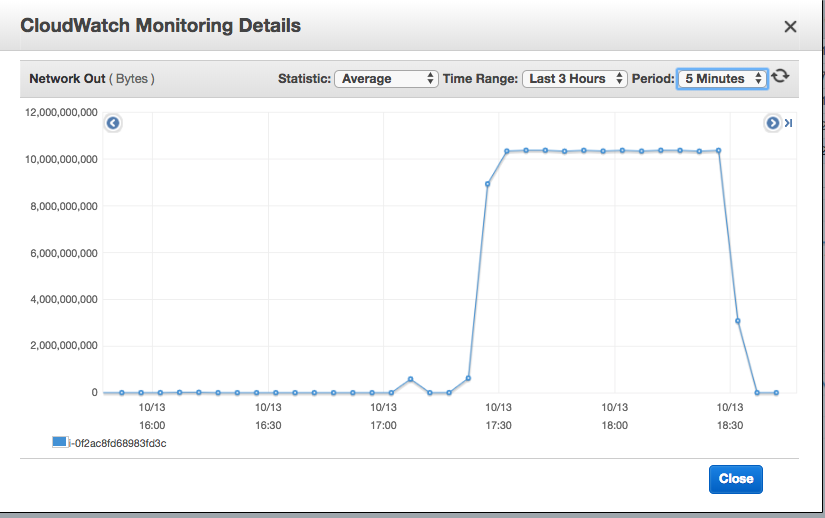 CloudWatch Monitoring Details
Network Out ( Bytes ) Statistic: Average Time Range: Last 3 Hours Period: 5 Minutes
12,000,000,000
10,000,000,000
8,000,000,000
6,000,000,000
4,000,000,000
2,000,000,000
0
10/13 10/13 10/13 10/13 10/13 10/13
16:00 16:30 17:00 17:30 18:00 18:30
i-0f2ac8fd68983fd3c
Close